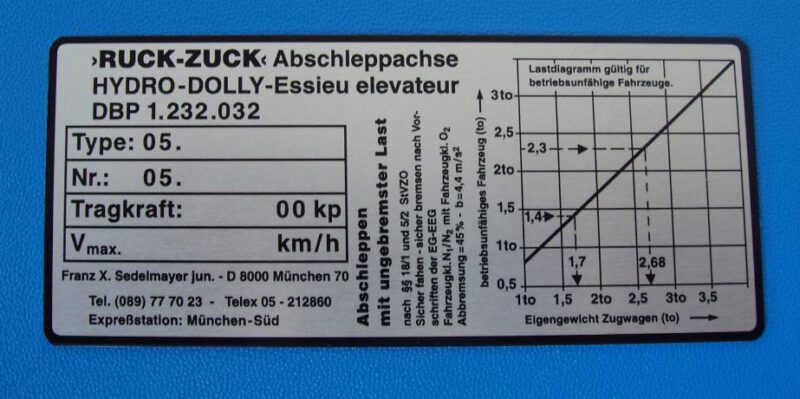 ›RUCK-ZUCK‹ Abschleppachse
HYDRO-DOLLY-Essieu elevateur
DBP 1.232.032
Type: 05.
Nr.: 05.
Tragkraft: 00 kp
Vmax. km/h
Franz X. Sedelmayer jun. - D 8000 München 70
Tel. (089) 77 70 23 - Telex 05 - 212860
Expreßstation: München-Süd
Abschleppen
mit ungebremster Last
nach §§ 18/1 und 5/2 StVZO
Sicher fahen - sicher bremsen nach Vor-
schriften der EG-EEG
Fahrzeugkl. N1/N2 mit Fahrzeugkl. O2
Abbremsung=45% - b=4,4 m/s²
betriebsunfähiges Fahrzeug (to)
Lastdiagramm gültig für
betriebsunfähige Fahrzeuge.
3to
2,5
2,3
2to
1,4
1to
0,5
1,7
2,68
1to 1,5 2to 2,5 3to 3,5
Eigengewicht Zugwagen (to)